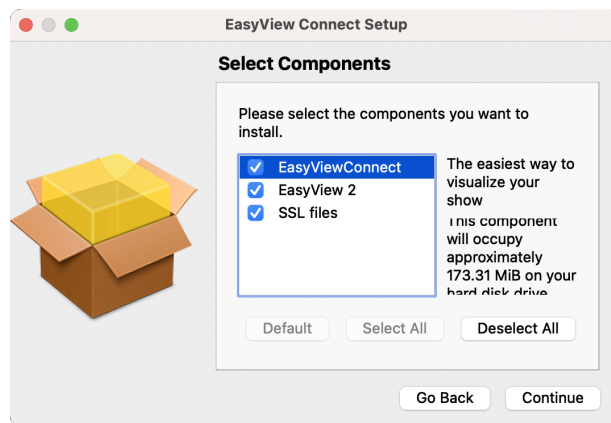 EasyView Connect Setup
Select Components
Please select the components you want to
install.
EasyViewConnect
EasyView 2
SSL files
The easiest way to
visualize your
show
This component
will occupy
approximately
173.31 MiB on your
hard disk drive
Default
Select All
Deselect All
Go Back
Continue